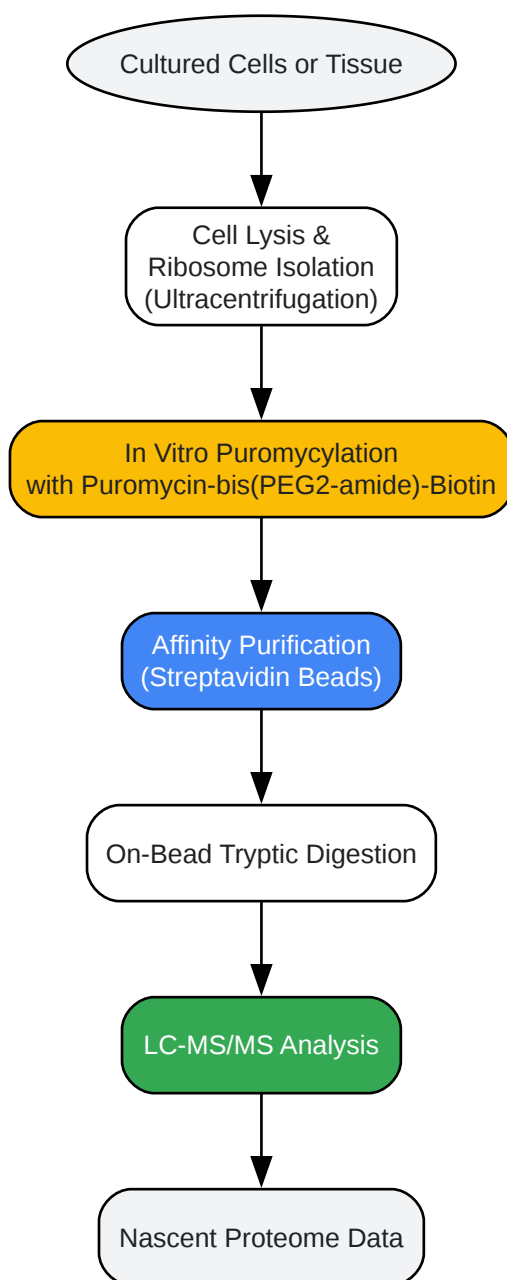 Cultured Cells or Tissue
Cell Lysis &
Ribosome Isolation
(Ultracentrifugation)
In Vitro Puromycylation
with Puromycin-bis(PEG2-amide)-Biotin
Affinity Purification
(Streptavidin Beads)
On-Bead Tryptic Digestion
LC-MS/MS Analysis
Nascent Proteome Data